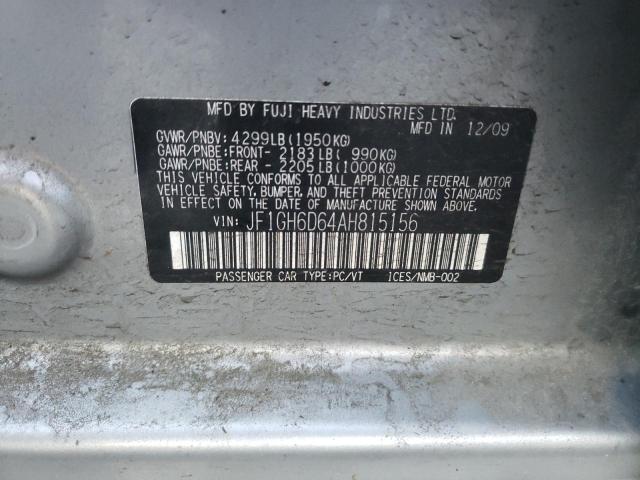 MFD BY FUJI HEAVY INDUSTRIES LTD.
MFD IN 12/09
GVWR/PNBV: 4299LB(1950KG)
GAWR/PNBE:FRONT- 2183LB( 990KG)
GAWR/PNBE:REAR - 2205LB(1000KG)
THIS VEHICLE CONFORMS TO ALL APPLICABLE FEDERAL MOTOR
VEHICLE SAFETY, BUMPER, AND THEFT PREVENTION STANDARDS
IN EFFECT ON THE DATE OF MANUFACTURE SHOWN ABOVE.
VIN: JF1GH6D64AH815156
PASSENGER CAR TYPE:PC/VT ICES/NMB-002